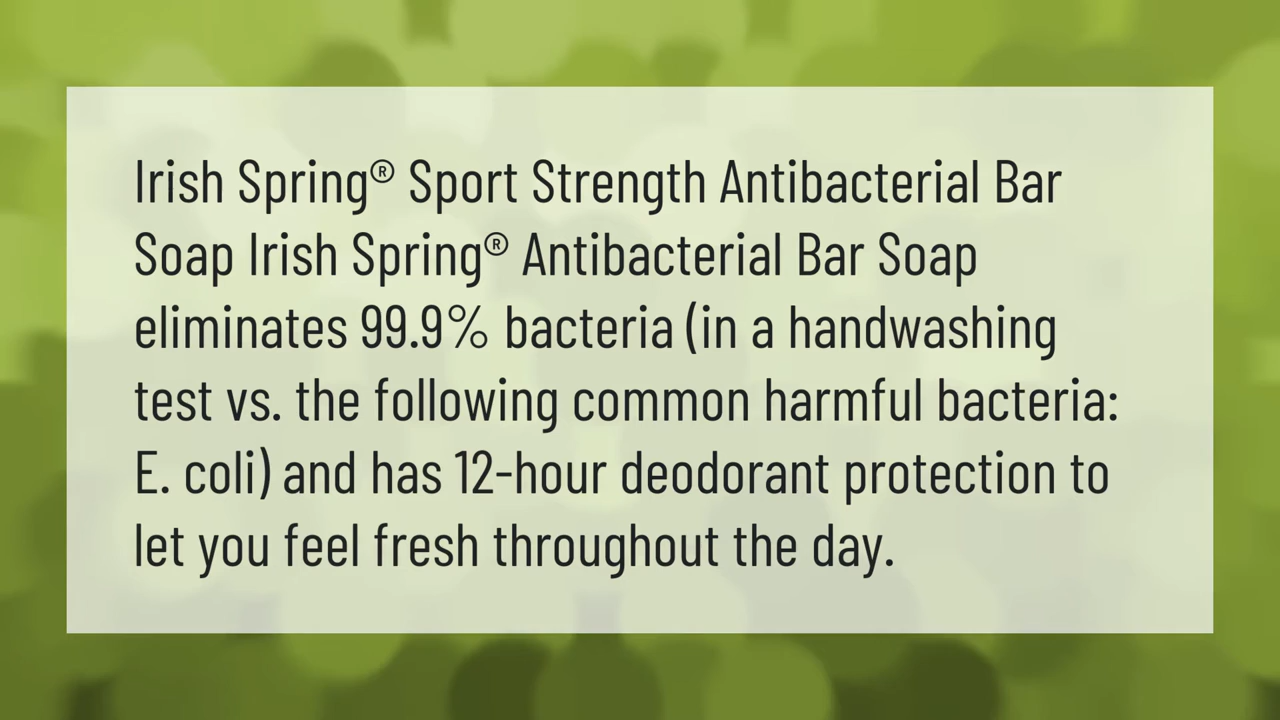 Irish Spring® Sport Strength Antibacterial Bar
Soap Irish Spring® Antibacterial Bar Soap
eliminates 99.9% bacteria (in a handwashing
test vs. the following common harmful bacteria:
E. coli) and has 12-hour deodorant protection to
let you feel fresh throughout the day.